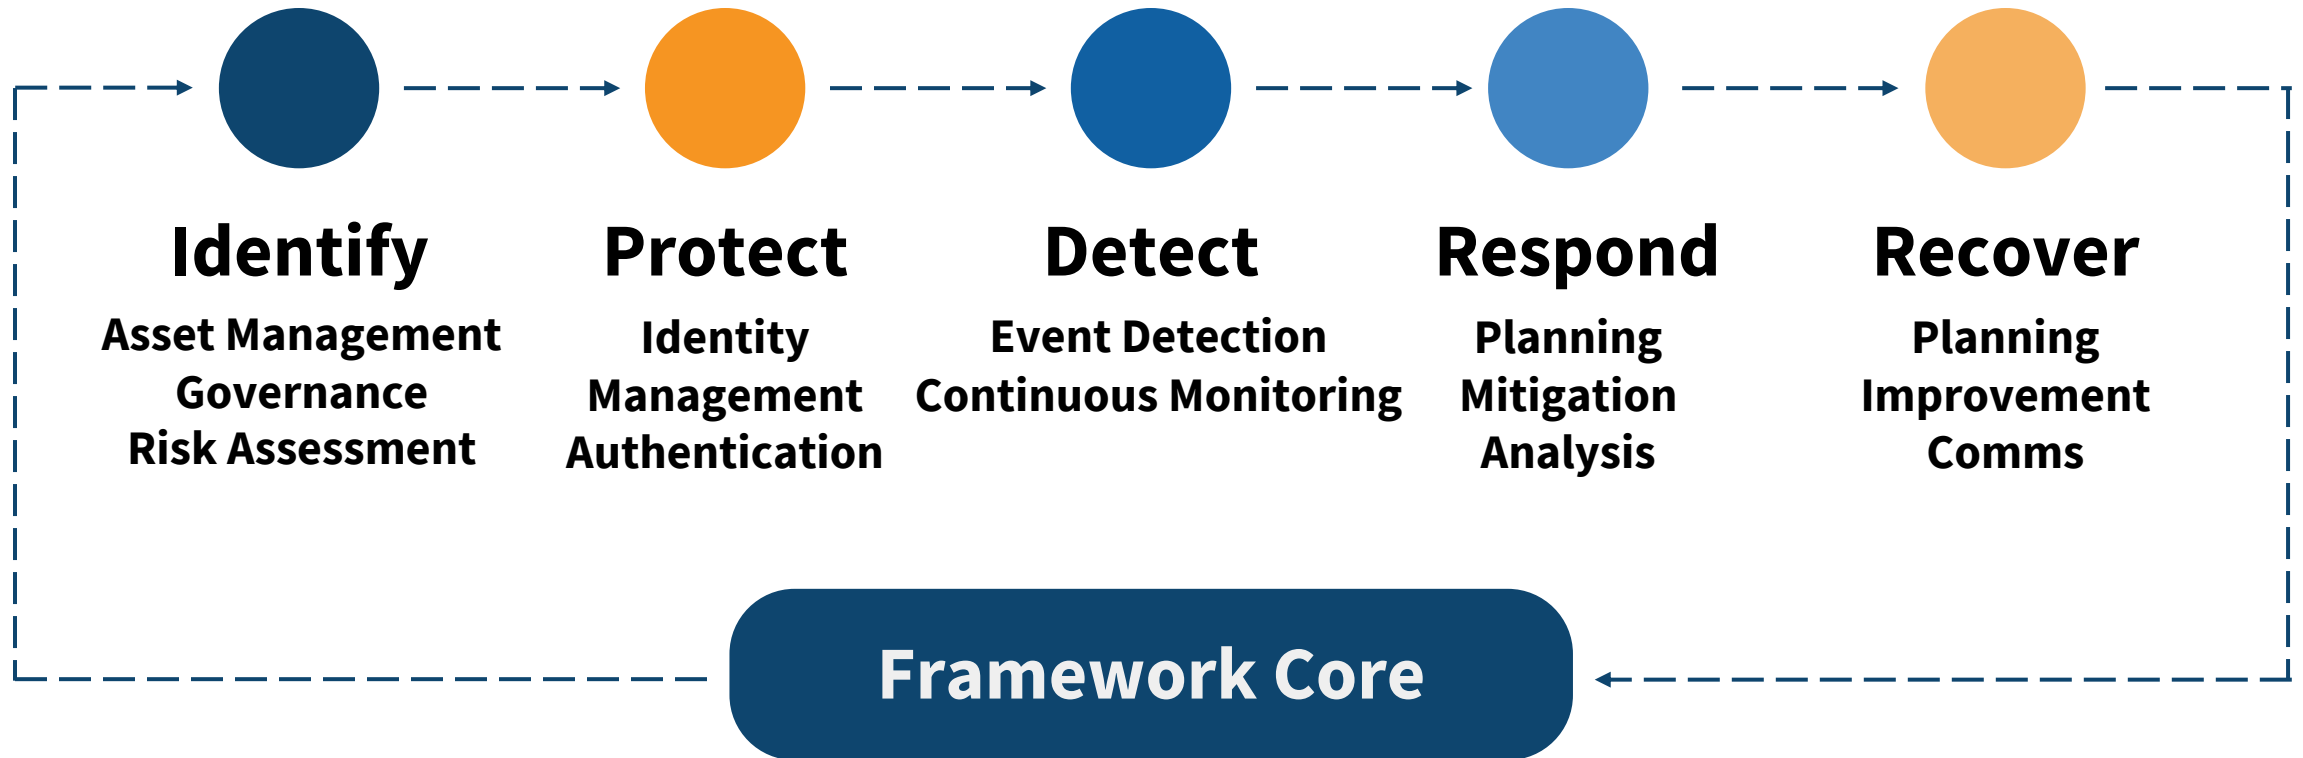 Identify
Asset Management
Governance
Risk Assessment
Protect
Identity
Management
Authentication
Detect
Event Detection
Continuous Monitoring
Respond
Planning
Mitigation
Analysis
Recover
Planning
Improvement
Comms
Framework Core